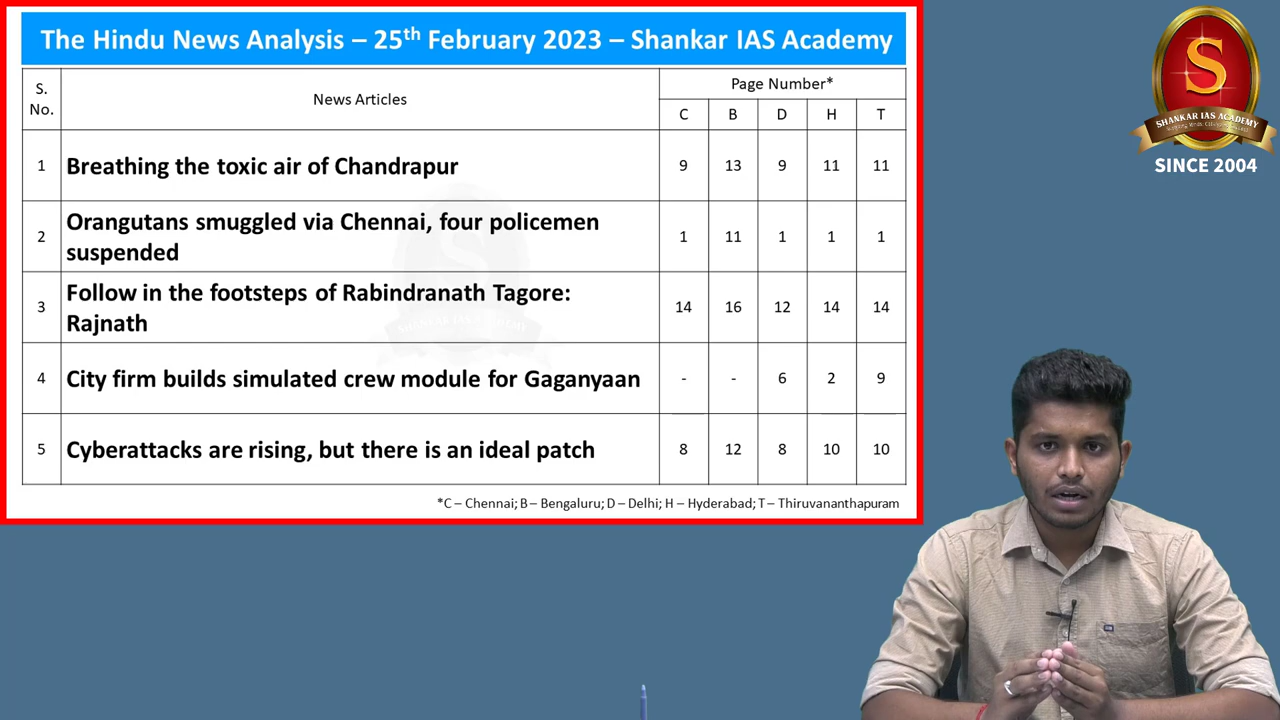 The Hindu News Analysis – 25th February 2023 – Shankar IAS Academy
S. No.
News Articles
Page Number*
C B D H T
1 Breathing the toxic air of Chandrapur 9 13 9 11 11
2 Orangutans smuggled via Chennai, four policemen
suspended 1 11 1 1 1
3 Follow in the footsteps of Rabindranath Tagore:
Rajnath 14 16 12 14 14
4 City firm builds simulated crew module for Gaganyaan - - 6 2 9
5 Cyberattacks are rising, but there is an ideal patch 8 12 8 10 10
*C – Chennai; B – Bengaluru; D – Delhi; H – Hyderabad; T – Thiruvananthapuram
S
SHANKAR IAS ACADEMY
SINCE 2004